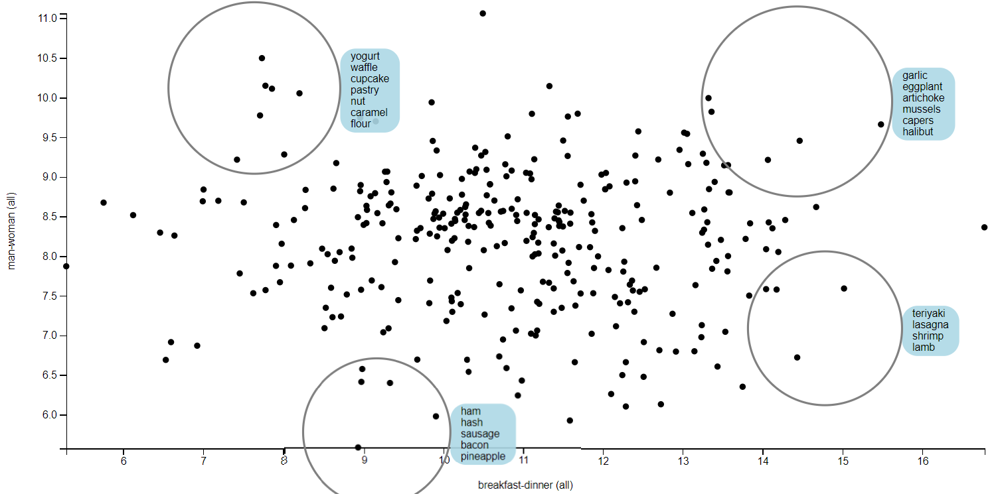 man-woman (all)
11.0
10.5
10.0
9.5
9.0
8.5
8.0
7.5
7.0
6.5
6.0
yogurt
waffle
cupcake
pastry
nut
caramel
flour
garlic
eggplant
artichoke
mussels
capers
halibut
teriyaki
lasagna
shrimp
lamb
ham
hash
sausage
bacon
pineapple
6 7 8 9 10 11 12 13 14 15 16
breakfast-dinner (all)